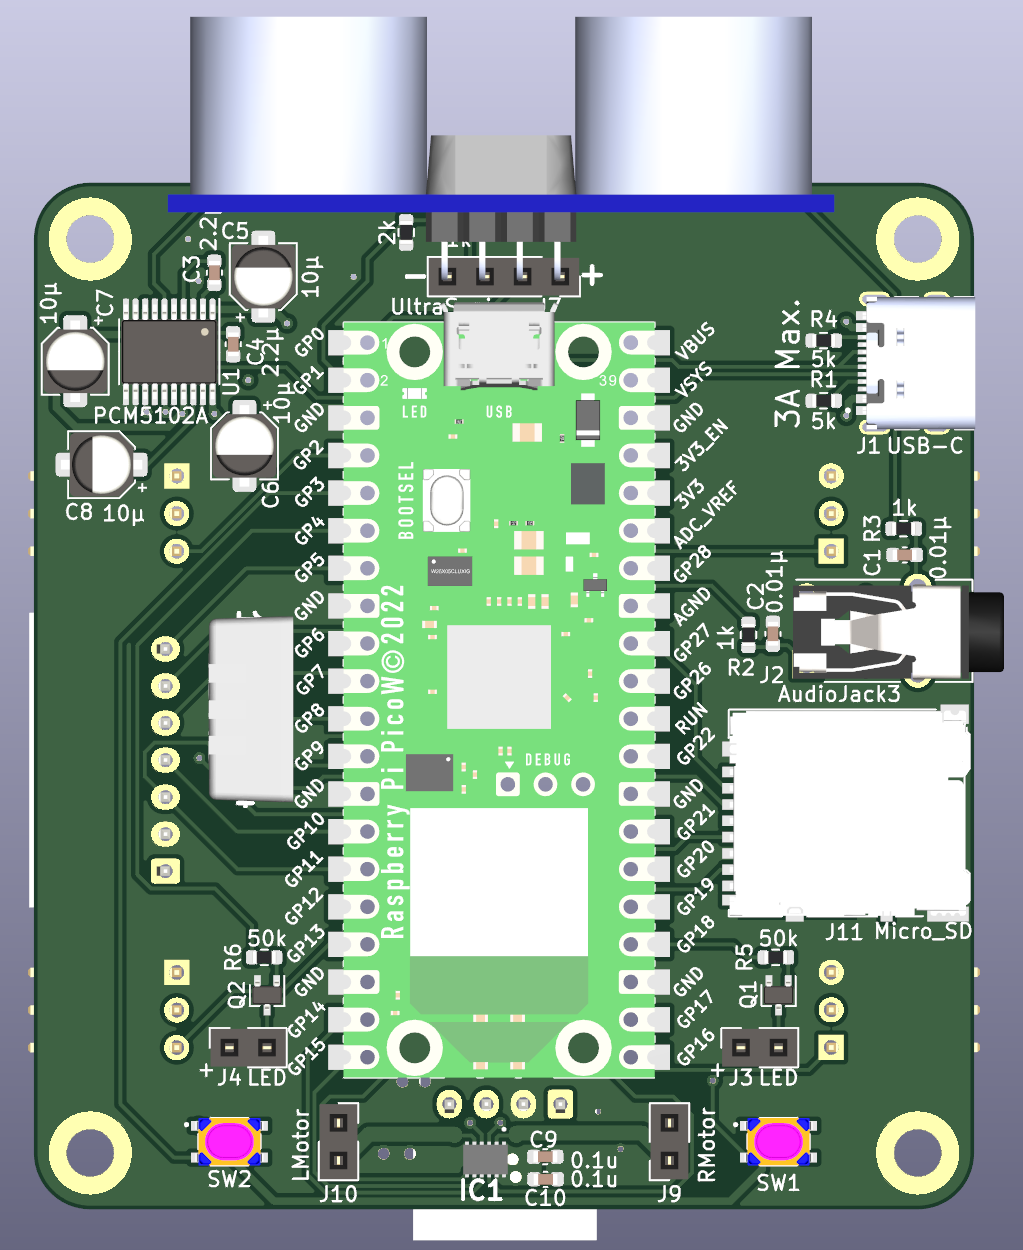 2.2
C5
2k
1k
C3
10µ
10µ
C7
+
+
−
+
UltraS
J7
C4
2.2µ
U1
PCM5102A
+
10µ
C6
C8
10µ
+
R4
5k
R1
5k
3A Max.
J1 USB-C
GP0
GP1
GND
GP2
GP3
GP4
GP5
GND
GP6
GP7
GP8
GP9
GND
GP10
GP11
GP12
GP13
GND
GP14
GP15
1
2
39
LED
USB
BOOTSEL
W25X05CLUXIG
Raspberry Pi PicoW©2022
DEBUG
VBUS
VSYS
GND
3V3_EN
3V3
ADC_VREF
GP28
AGND
GP27
GP26
RUN
GP22
GND
GP21
GP20
GP19
GP18
GND
GP17
GP16
1k
R3
C1
0.01µ
C2
0.01µ
1k
R2
J2
AudioJack3
J11 Micro_SD
50k
R6
Q2
+
J4 LED
50k
R5
Q1
+
J3 LED
SW2
LMotor
J10
IC1
C9
0.1u
0.1u
C10
RMotor
J9
SW1